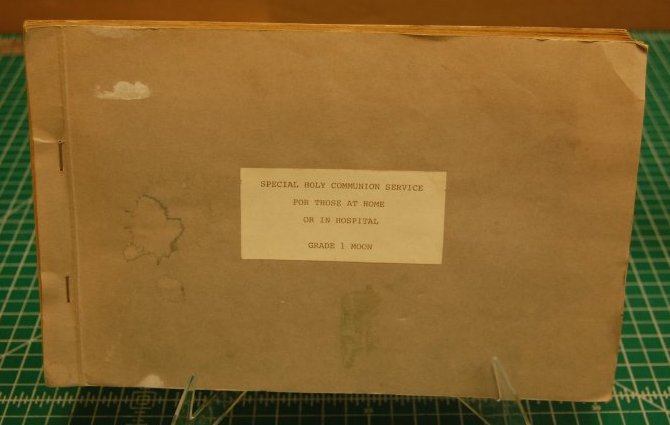 SPECIAL HOLY COMMUNION SERVICE
FOR THOSE AT HOME
OR IN HOSPITAL
GRADE 1 MOON